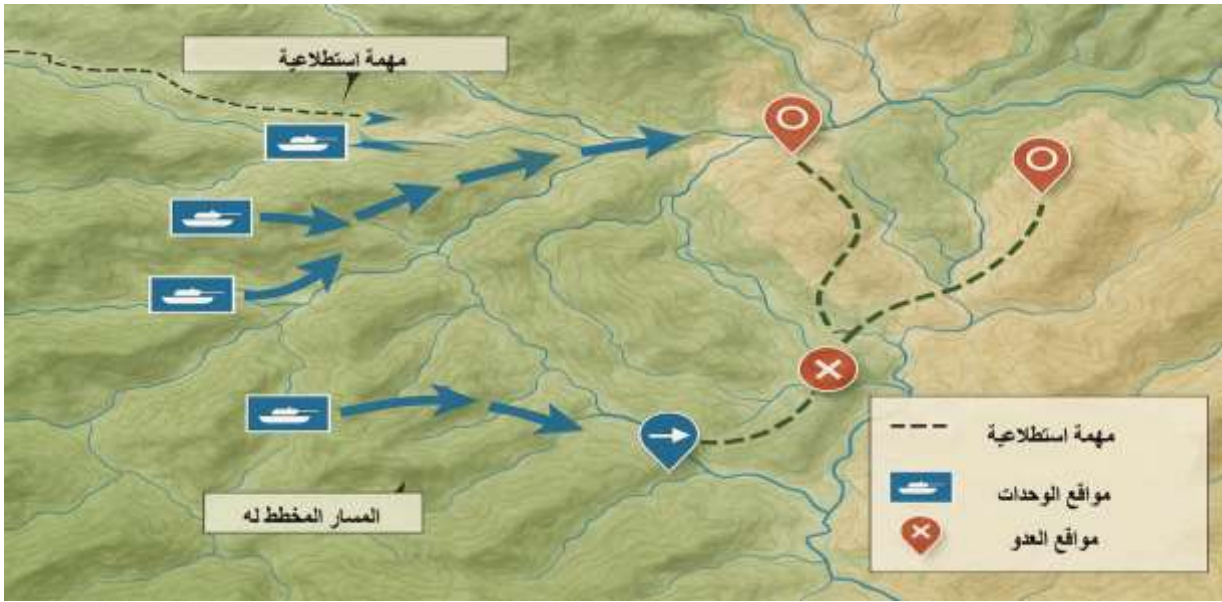 مهمة استطلاعية
المسار المخطط له
مهمة استطلاعية
مواقع الوحدات
مواقع العدو